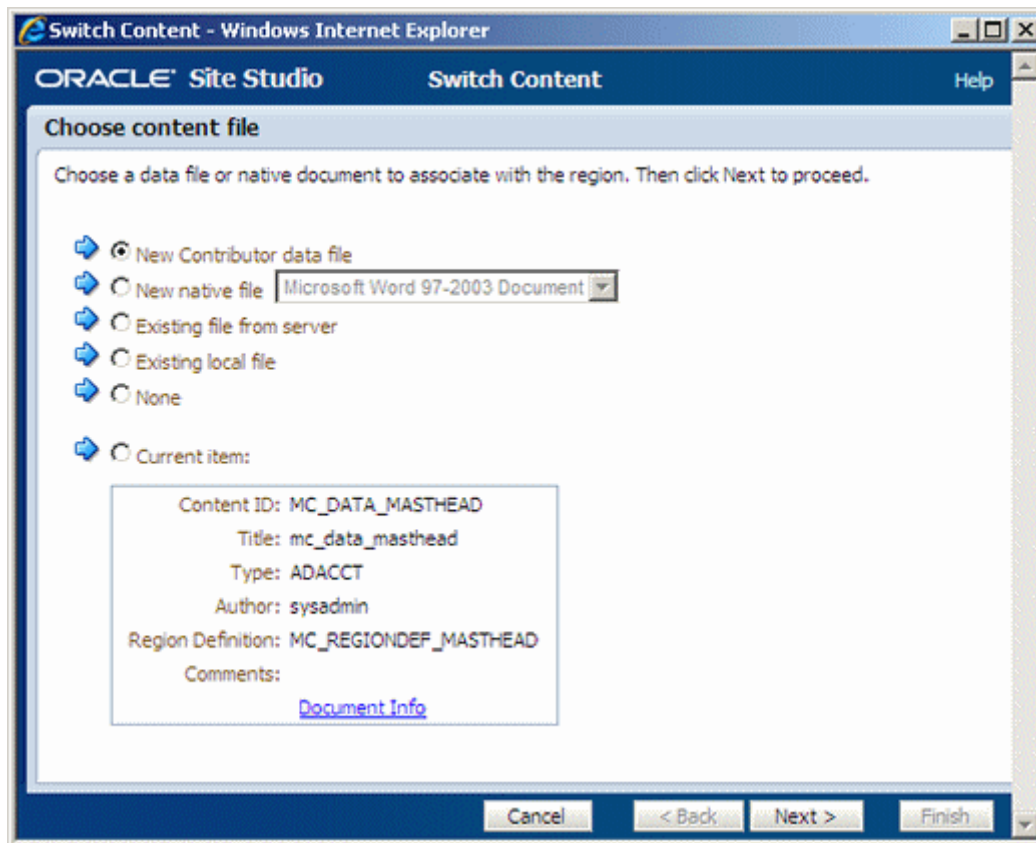 Switch Content - Windows Internet Explorer
ORACLE Site Studio Switch Content Help
Choose content file
Choose a data file or native document to associate with the region. Then click Next to proceed.
New Contributor data file
New native file Microsoft Word 97-2003 Document
Existing file from server
Existing local file
None
Current item:
Content ID: MC_DATA_MASTHEAD
Title: mc_data_masthead
Type: ADACCT
Author: sysadmin
Region Definition: MC_REGIONDEF_MASTHEAD
Comments:
Document Info
Cancel < Back Next > Finish